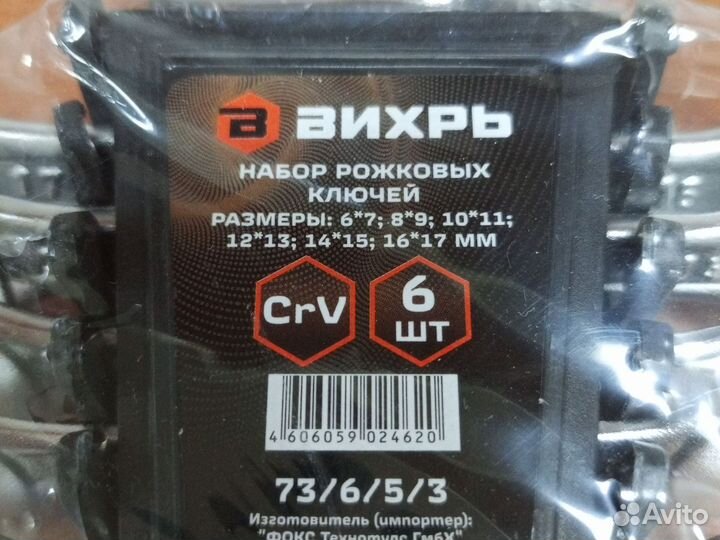 ВИХРЬ
НАБОР РОЖКОВЫХ
КЛЮЧЕЙ
РАЗМЕРЫ: 6*7; 8*9; 10*11;
12*13; 14*15; 16*17 ММ
CrV
6
ШТ
4 606059 024620
73/6/5/3
Изготовитель (импортер):
"ФОКС Технотулс ГмбХ"
Avito